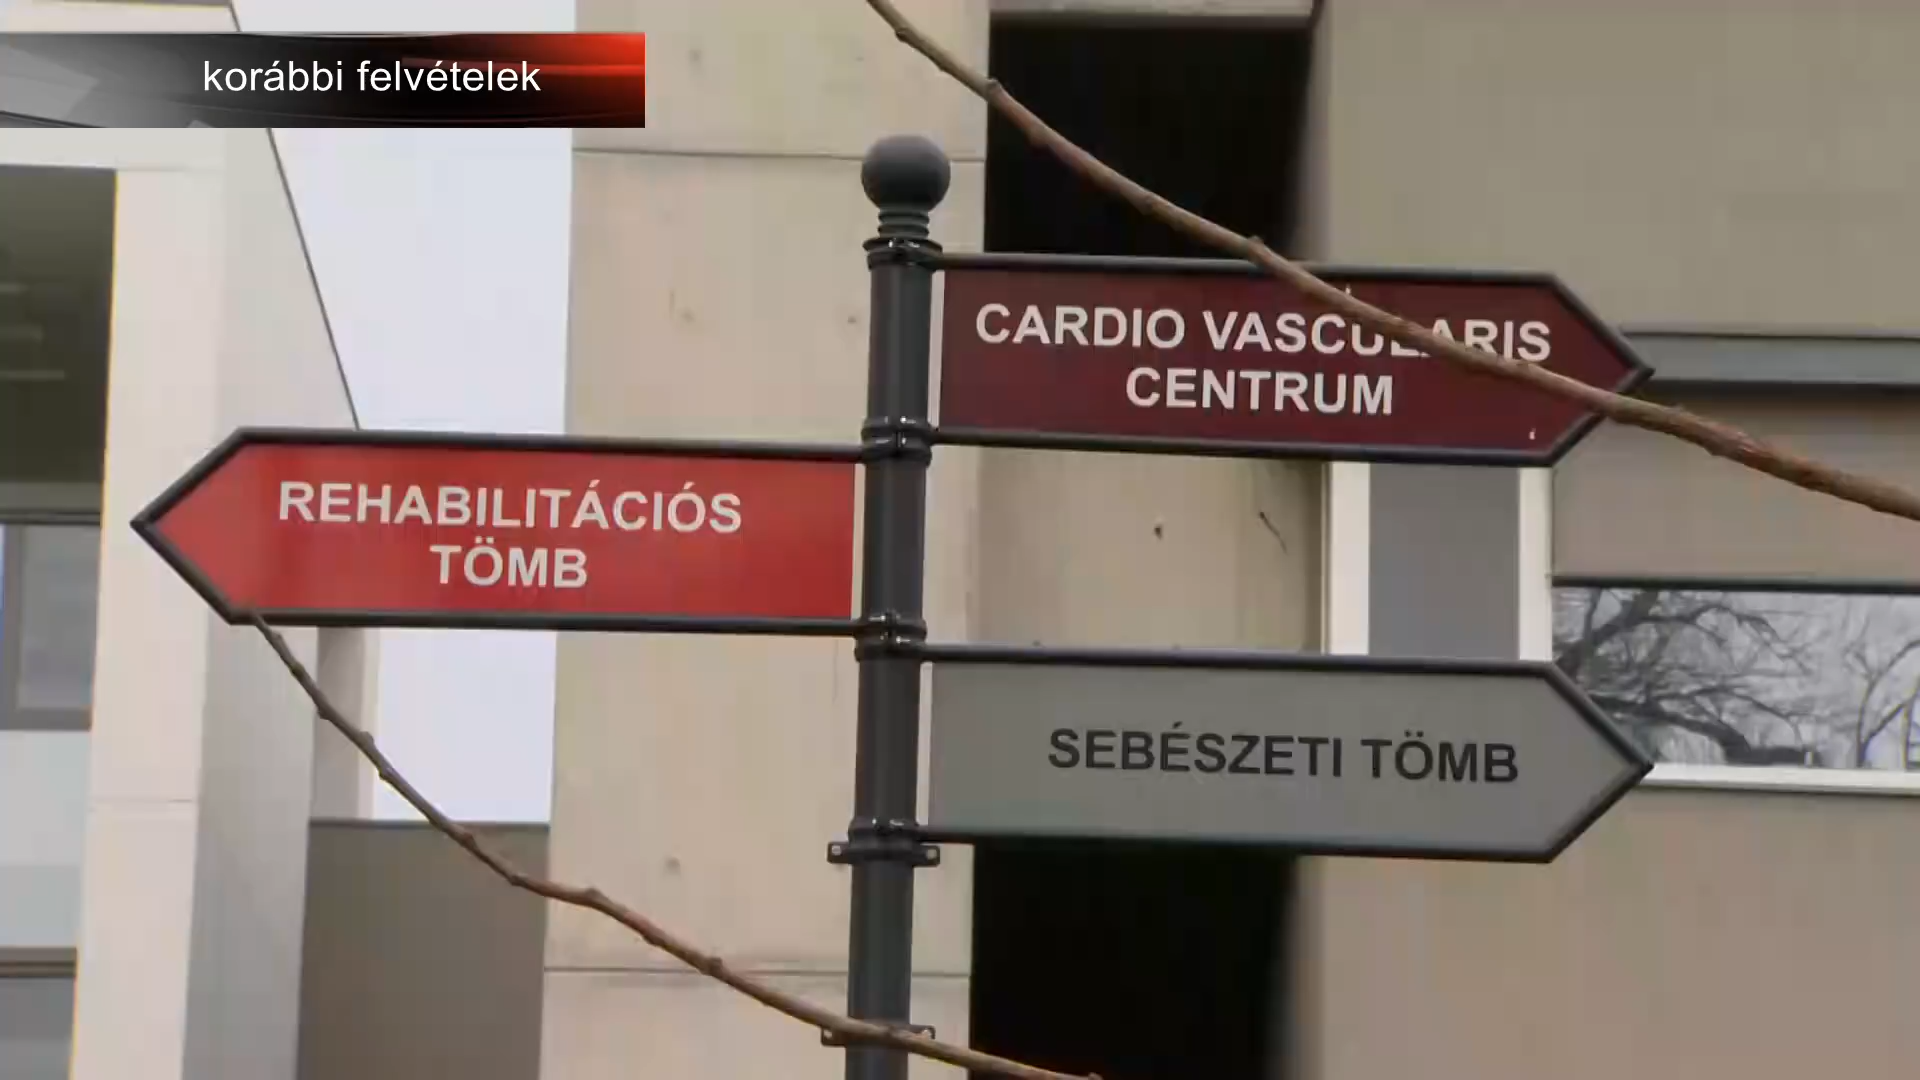 korábbi felvételek
CARDIO VASCULARIS
CENTRUM
REHABILITÁCIÓS
TÖMB
SEBÉSZETI TÖMB